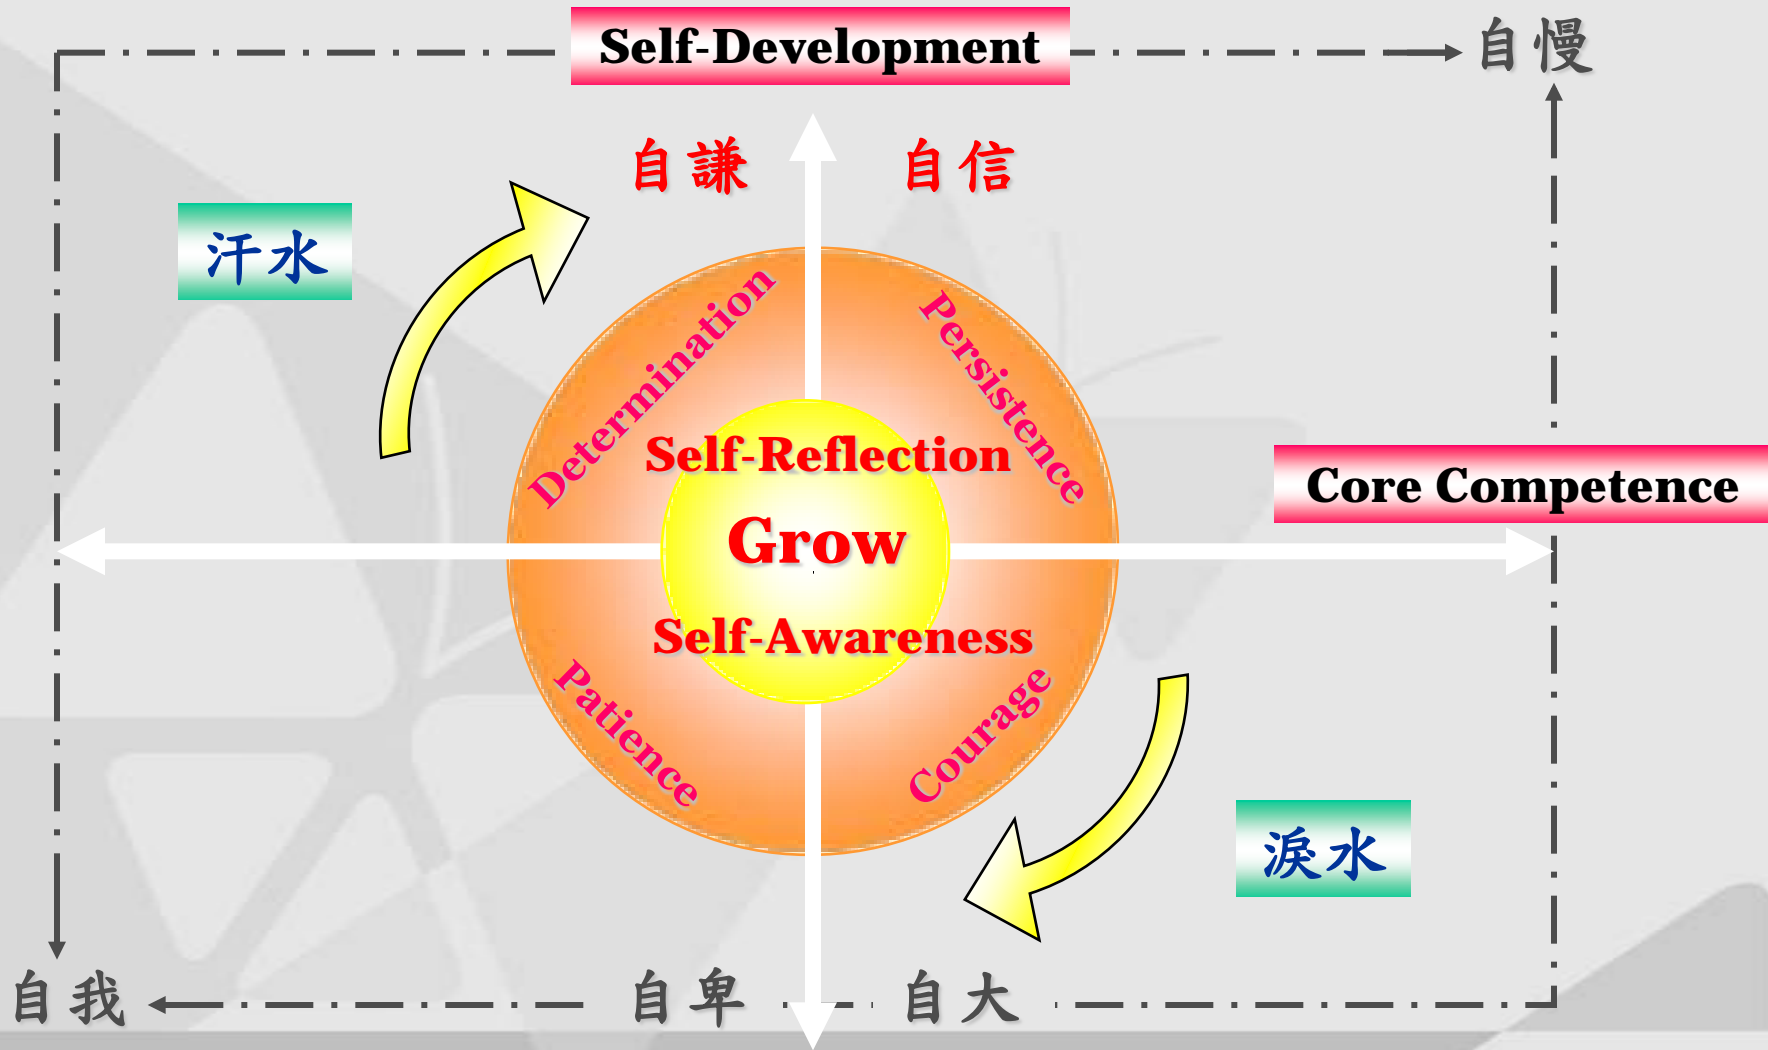 Self-Development
自慢
自謙
自信
汗水
Determination
Persistence
Self-Reflection
Core Competence
Grow
Self-Awareness
Patience
Courage
淚水
自我
自卑
自大